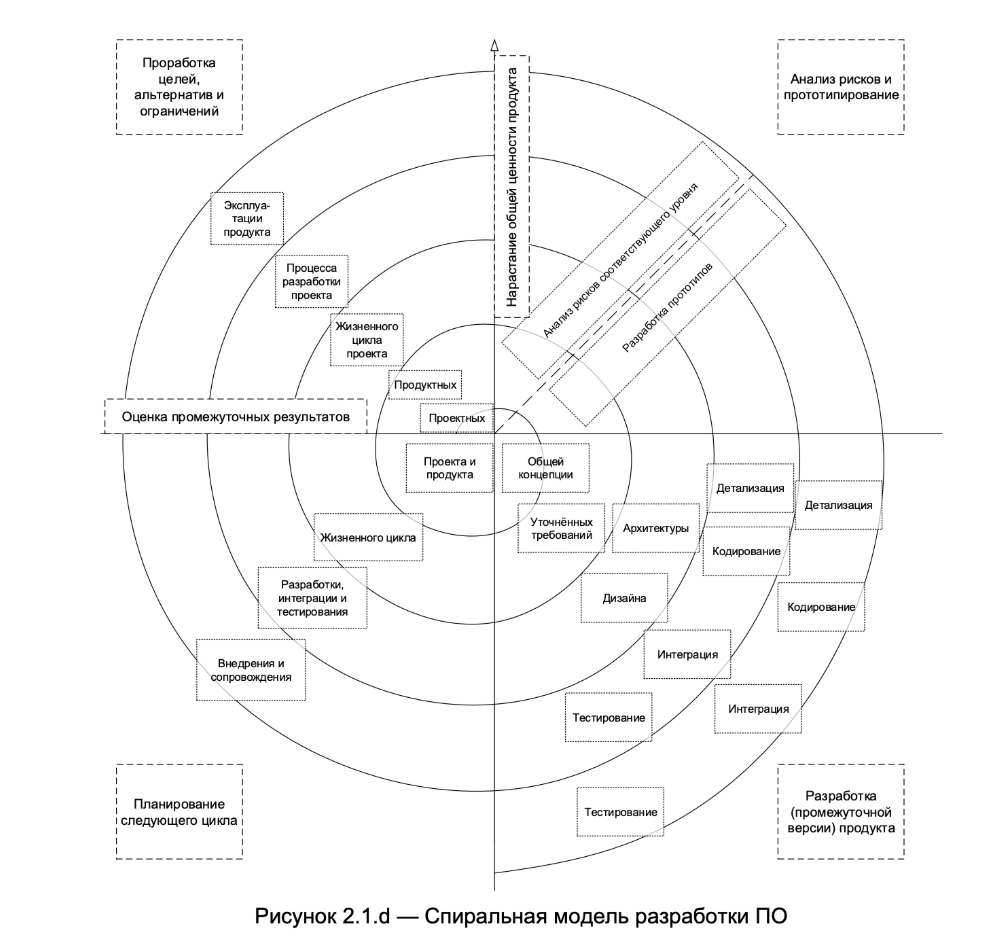 Проработка
целей,
альтернатив и
ограничений
Нарастание общей ценности продукта
Анализ рисков и
прототипирование
Эксплуа-
тации
продукта
Процесса
разработки
проекта
Жизненного
цикла
проекта
Продуктных
Проектных
Анализ рисков соответствующего уровня
Разработка прототипов
Оценка промежуточных результатов
Проекта и
продукта
Общей
концепции
Уточнённых
требований
Архитектуры
Детализация
Детализация
Жизненного цикла
Кодирование
Разработки,
интеграции и
тестирования
Дизайна
Кодирование
Внедрения и
сопровождения
Интеграция
Интеграция
Тестирование
Тестирование
Планирование
следующего цикла
Разработка
(промежуточной
версии) продукта
Рисунок 2.1.d — Спиральная модель разработки ПО